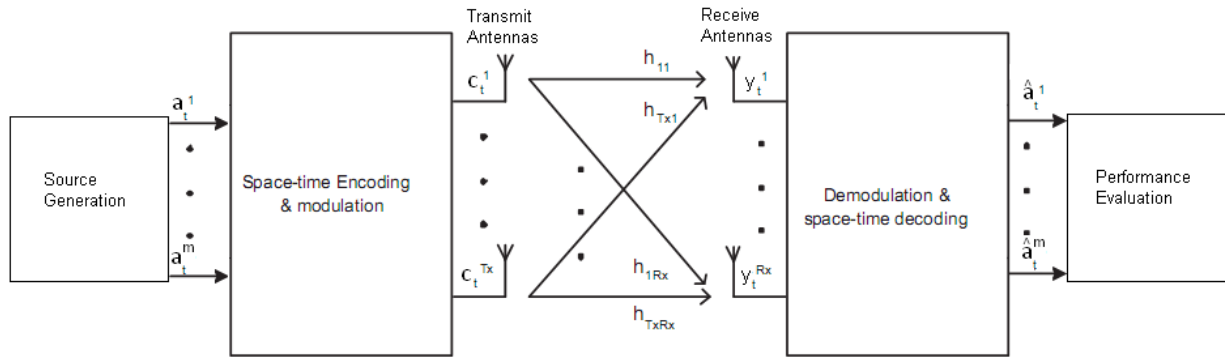 Source
Generation
a_t^1
a_t^m
Space-time Encoding
& modulation
Transmit
Antennas
c_t^1
c_t^Tx
h_11
h_Tx1
h_1Rx
h_TxRx
Receive
Antennas
y_t^1
y_t^Rx
Demodulation &
space-time decoding
â_t^1
â_t^m
Performance
Evaluation